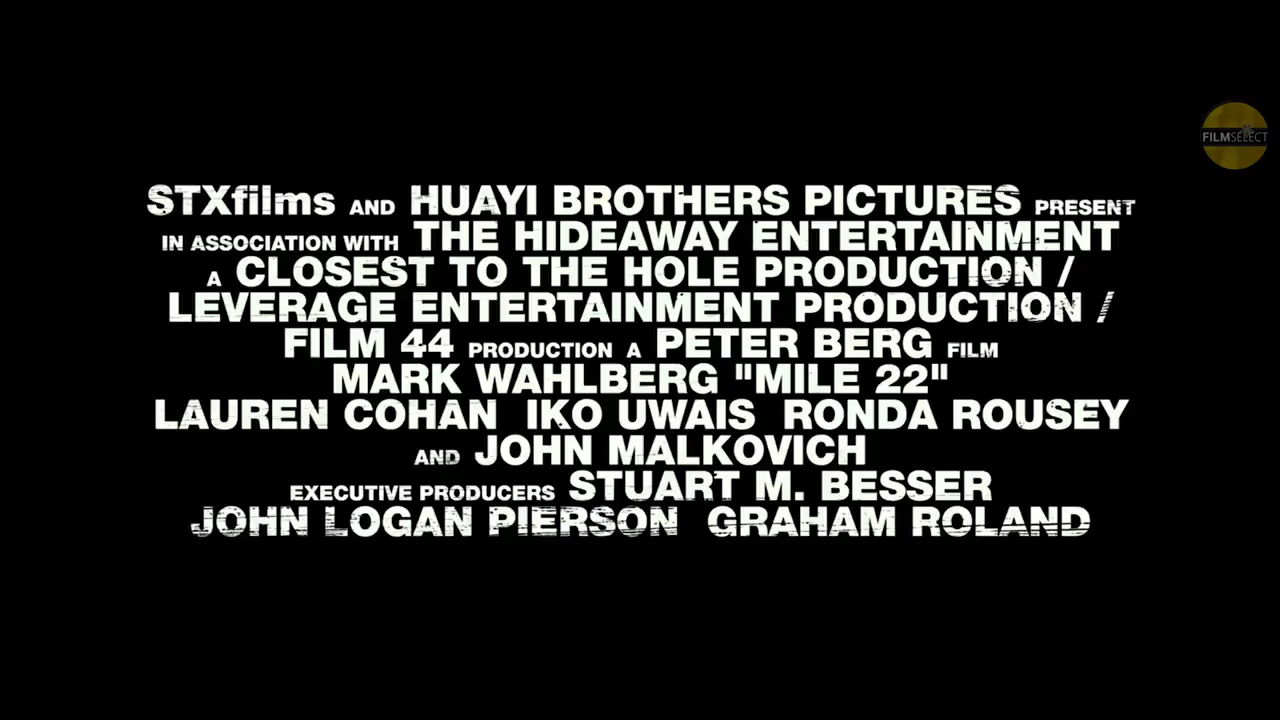 FILMSELECT
STXfilms AND HUAYI BROTHERS PICTURES PRESENT
IN ASSOCIATION WITH THE HIDEAWAY ENTERTAINMENT
A CLOSEST TO THE HOLE PRODUCTION /
LEVERAGE ENTERTAINMENT PRODUCTION /
FILM 44 PRODUCTION A PETER BERG FILM
MARK WAHLBERG "MILE 22"
LAUREN COHAN IKO UWAIS RONDA ROUSEY
AND JOHN MALKOVICH
EXECUTIVE PRODUCERS STUART M. BESSER
JOHN LOGAN PIERSON GRAHAM ROLAND